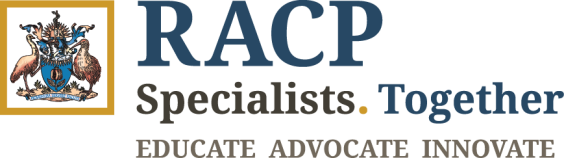 RACP
Specialists. Together
EDUCATE ADVOCATE INNOVATE